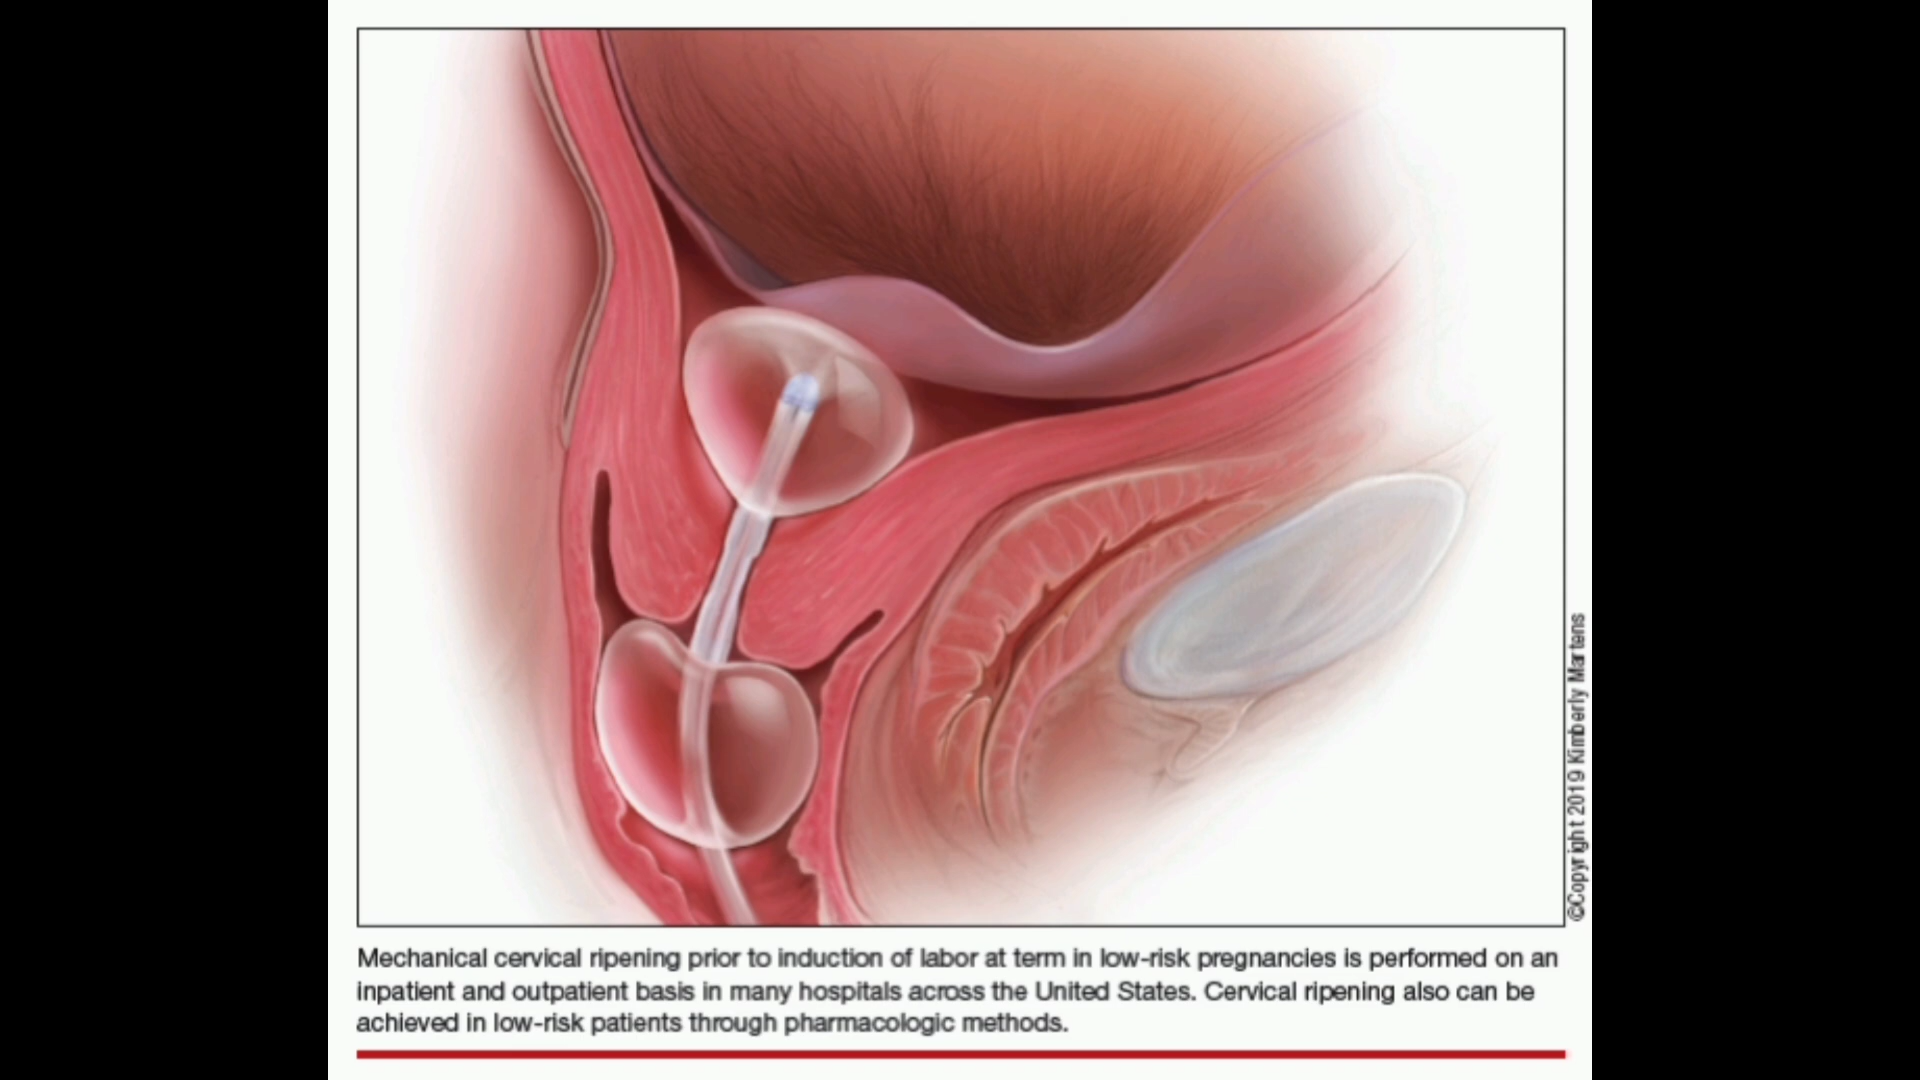 Mechanical cervical ripening prior to induction of labor at term in low-risk pregnancies is performed on an
inpatient and outpatient basis in many hospitals across the United States. Cervical ripening also can be
achieved in low-risk patients through pharmacologic methods.
©Copyright 2019 Kimberly Martens